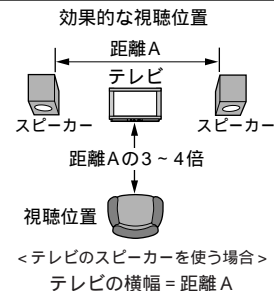 効果的な視聴位置
距離A
テレビ
スピーカー
スピーカー
距離Aの3～4倍
視聴位置
<テレビのスピーカーを使う場合>
テレビの横幅=距離A